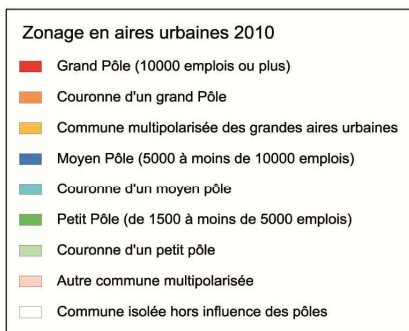 Zonage en aires urbaines 2010
Grand Pôle (10000 emplois ou plus)
Couronne d'un grand Pôle
Commune multipolarisée des grandes aires urbaines
Moyen Pôle (5000 à moins de 10000 emplois)
Couronne d'un moyen pôle
Petit Pôle (de 1500 à moins de 5000 emplois)
Couronne d'un petit pôle
Autre commune multipolarisée
Commune isolée hors influence des pôles